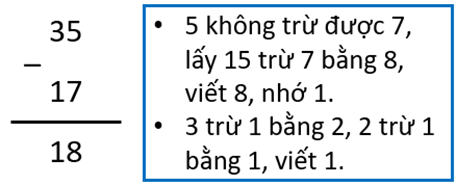 35
–
17
18
• 5 không trừ được 7,
lấy 15 trừ 7 bằng 8,
viết 8, nhớ 1.
• 3 trừ 1 bằng 2, 2 trừ 1
bằng 1, viết 1.